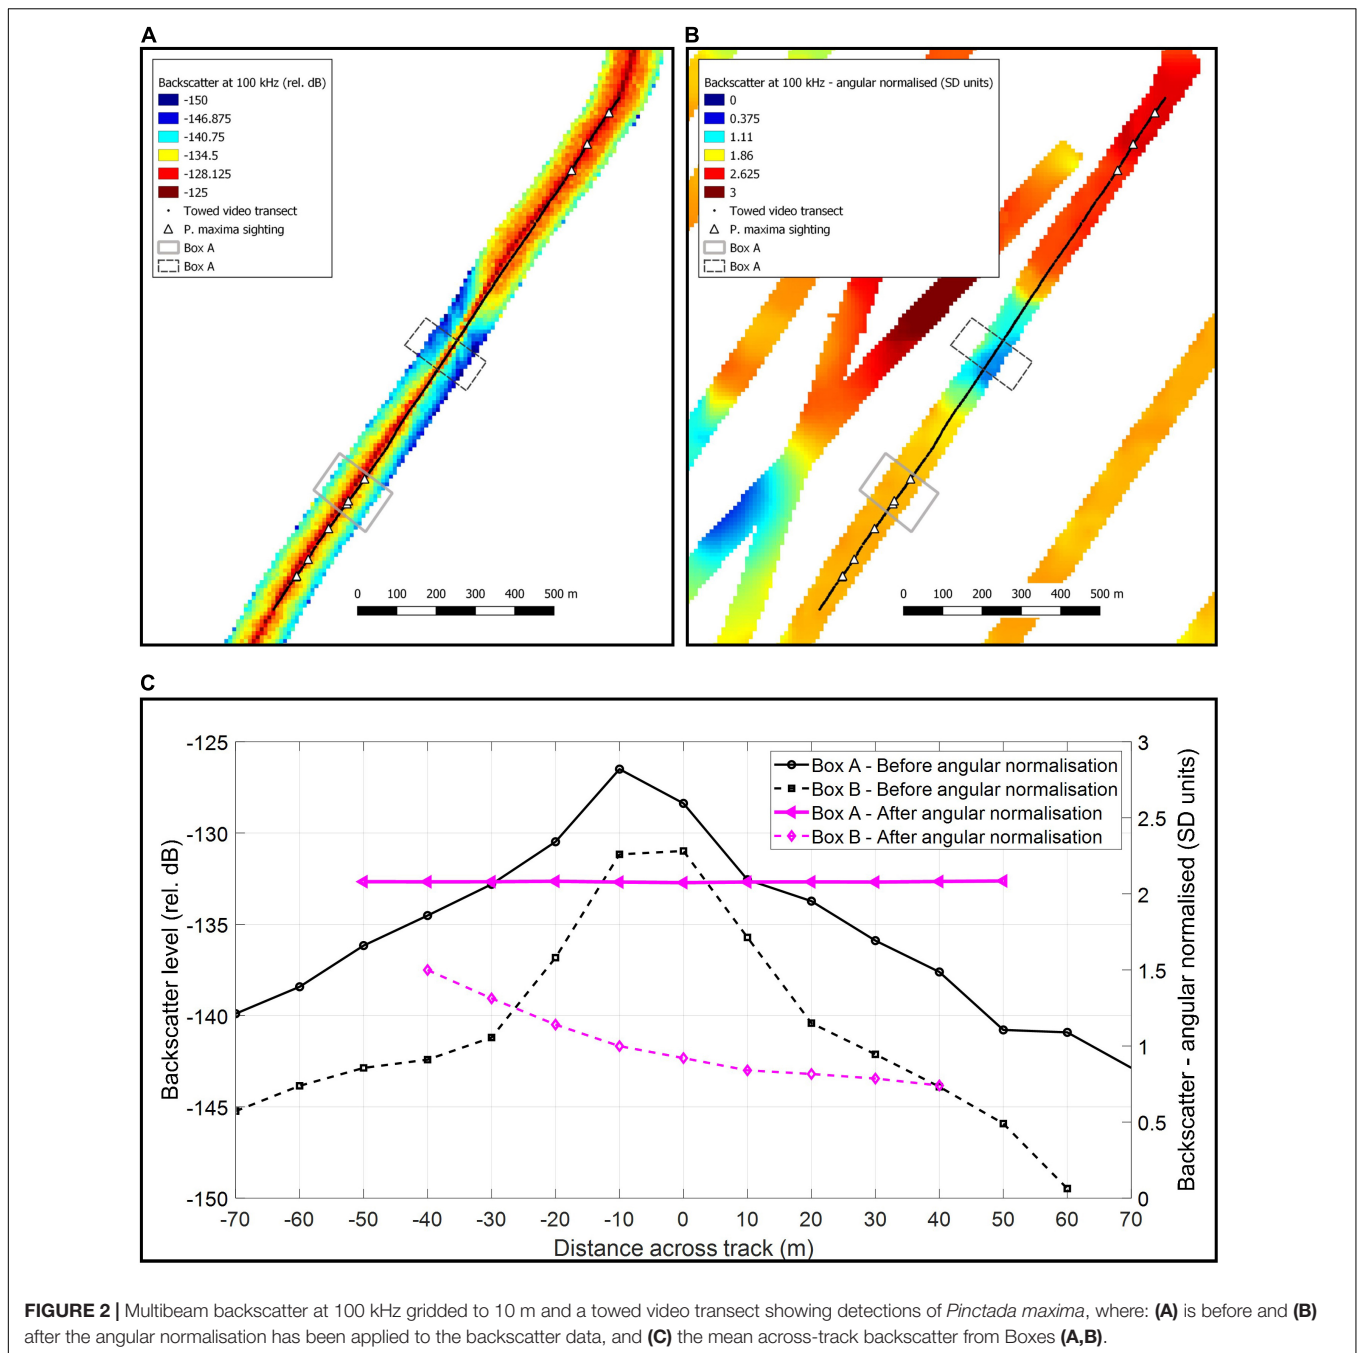 A
Backscatter at 100 kHz (rel. dB)
-150
-146.875
-140.75
-134.5
-128.125
-125
Towed video transect
P. maxima sighting
Box A
Box A
0 100 200 300 400 500 m
B
Backscatter at 100 kHz - angular normalised (SD units)
0
0.375
1.11
1.86
2.625
3
Towed video transect
P. maxima sighting
Box A
Box A
0 100 200 300 400 500 m
C
Backscatter level (rel. dB)
-125
-130
-135
-140
-145
-150
Box A - Before angular normalisation
Box B - Before angular normalisation
Box A - After angular normalisation
Box B - After angular normalisation
3
2.5
2
1.5
1
0.5
0
Backscatter - angular normalised (SD units)
-70 -60 -50 -40 -30 -20 -10 0 10 20 30 40 50 60 70
Distance across track (m)
FIGURE 2 | Multibeam backscatter at 100 kHz gridded to 10 m and a towed video transect showing detections of Pinctada maxima, where: (A) is before and (B)
after the angular normalisation has been applied to the backscatter data, and (C) the mean across-track backscatter from Boxes (A,B).